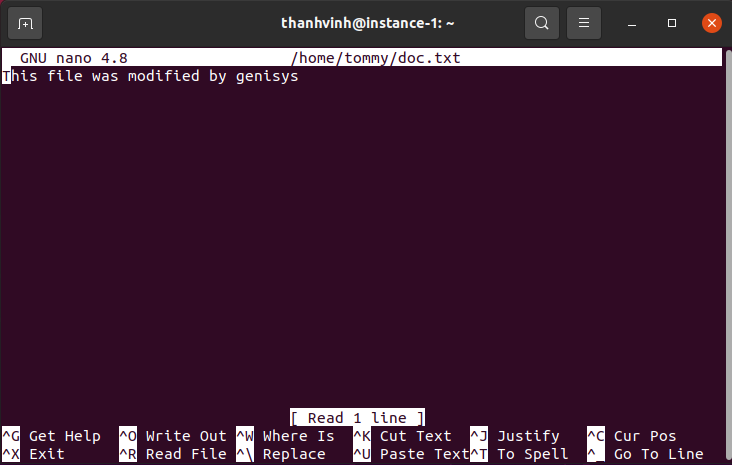 thanhvinh@instance-1: ~
GNU nano 4.8 /home/tommy/doc.txt
This file was modified by genisys
[ Read 1 line ]
^G Get Help ^O Write Out ^W Where Is ^K Cut Text ^J Justify ^C Cur Pos
^X Exit ^R Read File ^\ Replace ^U Paste Text ^T To Spell ^_ Go To Line